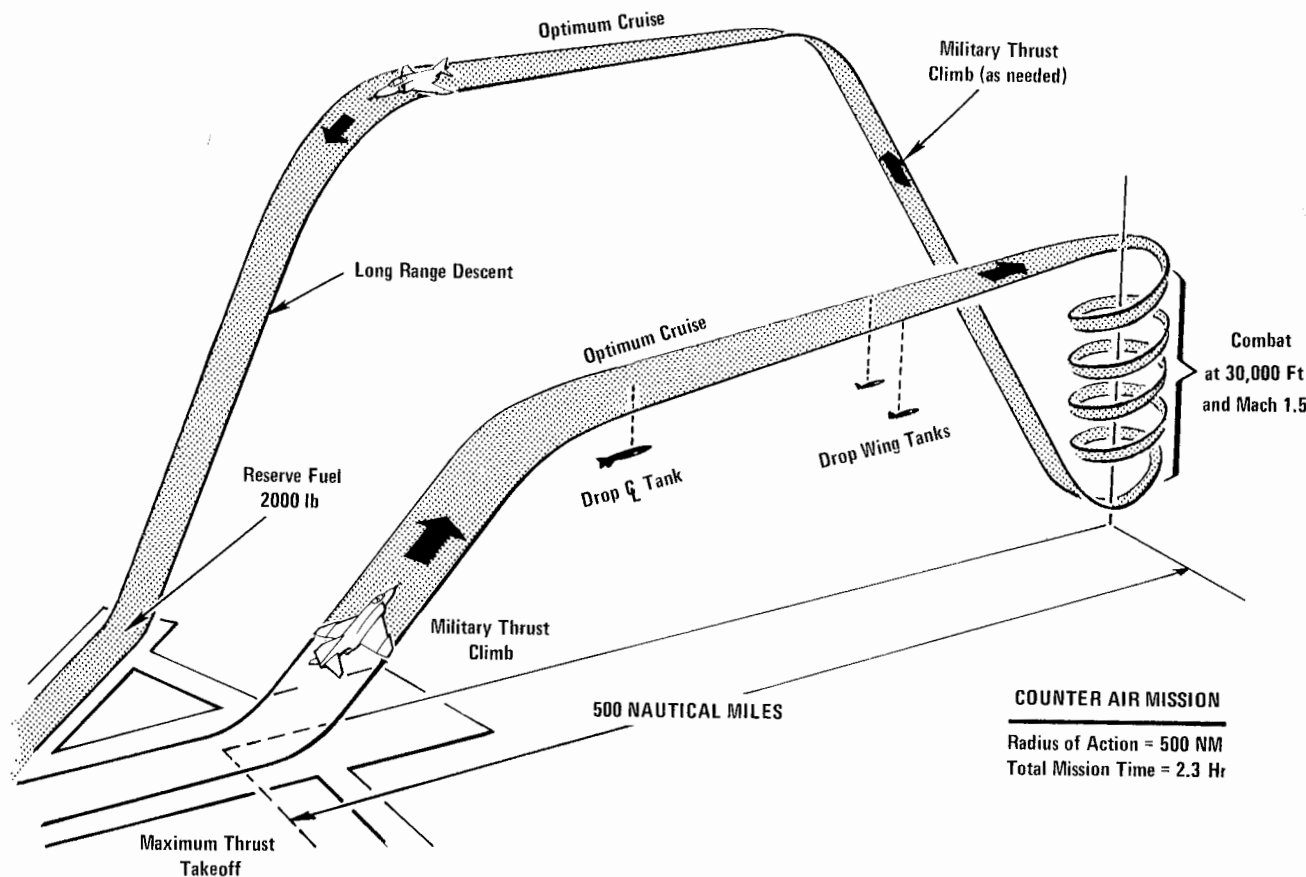 Optimum Cruise
Military Thrust
Climb (as needed)
Long Range Descent
Optimum Cruise
Combat
at 30,000 Ft
and Mach 1.5
Drop Wing Tanks
Drop ℄ Tank
Reserve Fuel
2000 lb
Military Thrust
Climb
500 NAUTICAL MILES
COUNTER AIR MISSION
Radius of Action = 500 NM
Total Mission Time = 2.3 Hr
Maximum Thrust
Takeoff